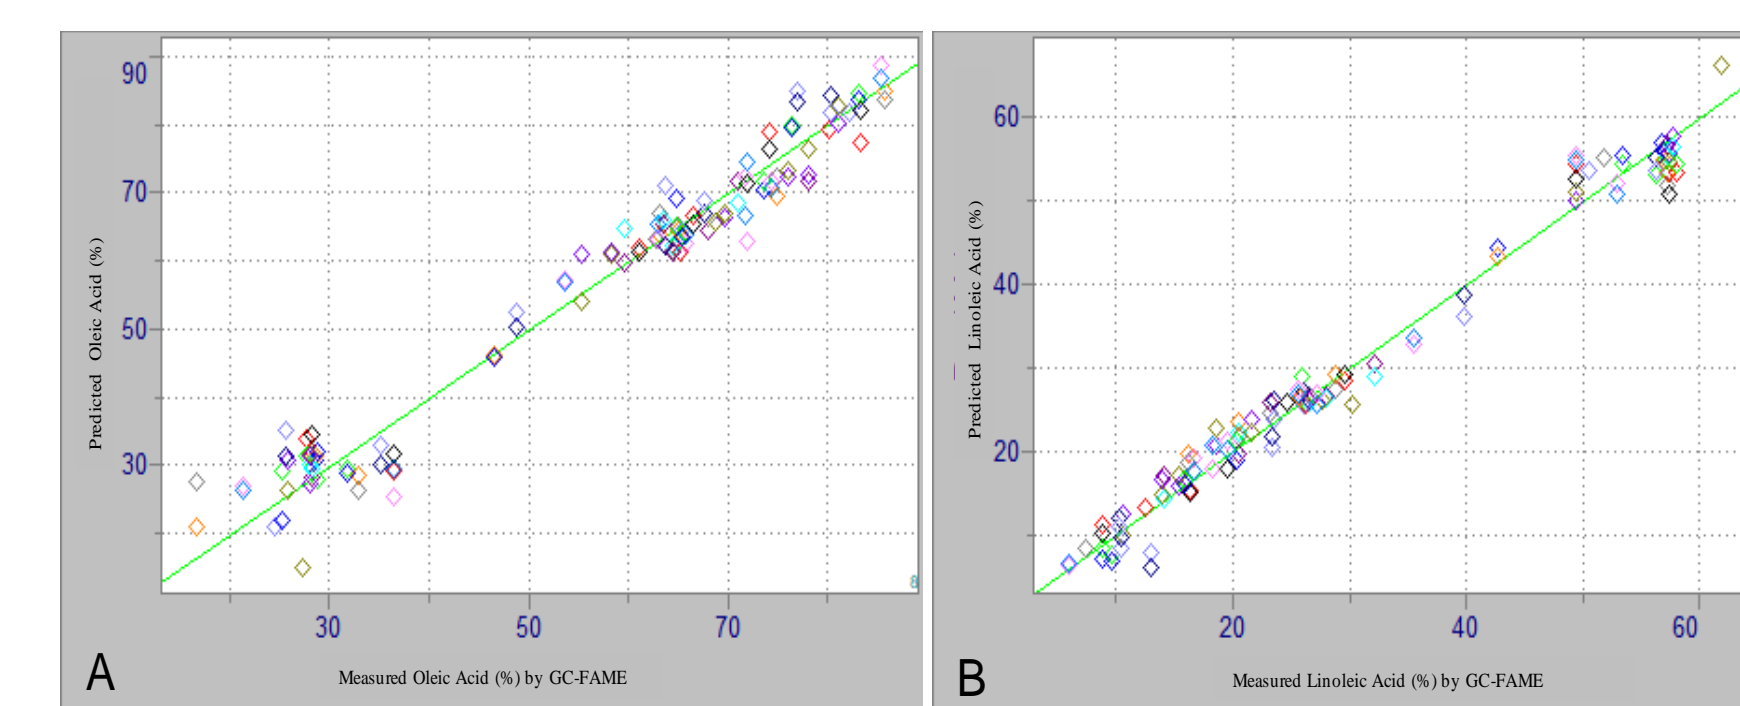 90
70
50
30
Predicted Oleic Acid (%)
30 50 70
Measured Oleic Acid (%) by GC-FAME
A
60
40
20
Predicted Linoleic Acid (%)
20 40 60
Measured Linoleic Acid (%) by GC-FAME
B